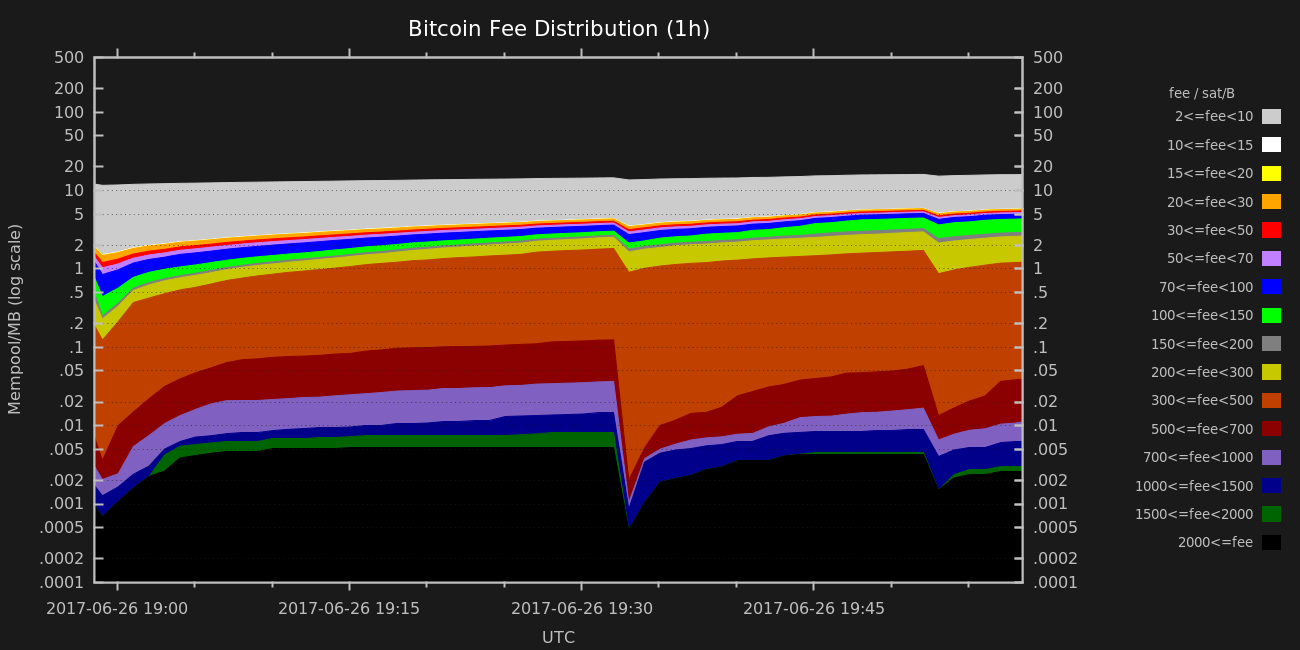 Bitcoin Fee Distribution (1h)
Mempool/MB (log scale)
500
200
100
50
20
10
5
2
1
.5
.2
.1
.05
.02
.01
.005
.002
.001
.0005
.0002
.0001
500
200
100
50
20
10
5
2
1
.5
.2
.1
.05
.02
.01
.005
.002
.001
.0005
.0002
.0001
2017-06-26 19:00
2017-06-26 19:15
2017-06-26 19:30
2017-06-26 19:45
UTC
fee / sat/B
2<=fee<10
10<=fee<15
15<=fee<20
20<=fee<30
30<=fee<50
50<=fee<70
70<=fee<100
100<=fee<150
150<=fee<200
200<=fee<300
300<=fee<500
500<=fee<700
700<=fee<1000
1000<=fee<1500
1500<=fee<2000
2000<=fee